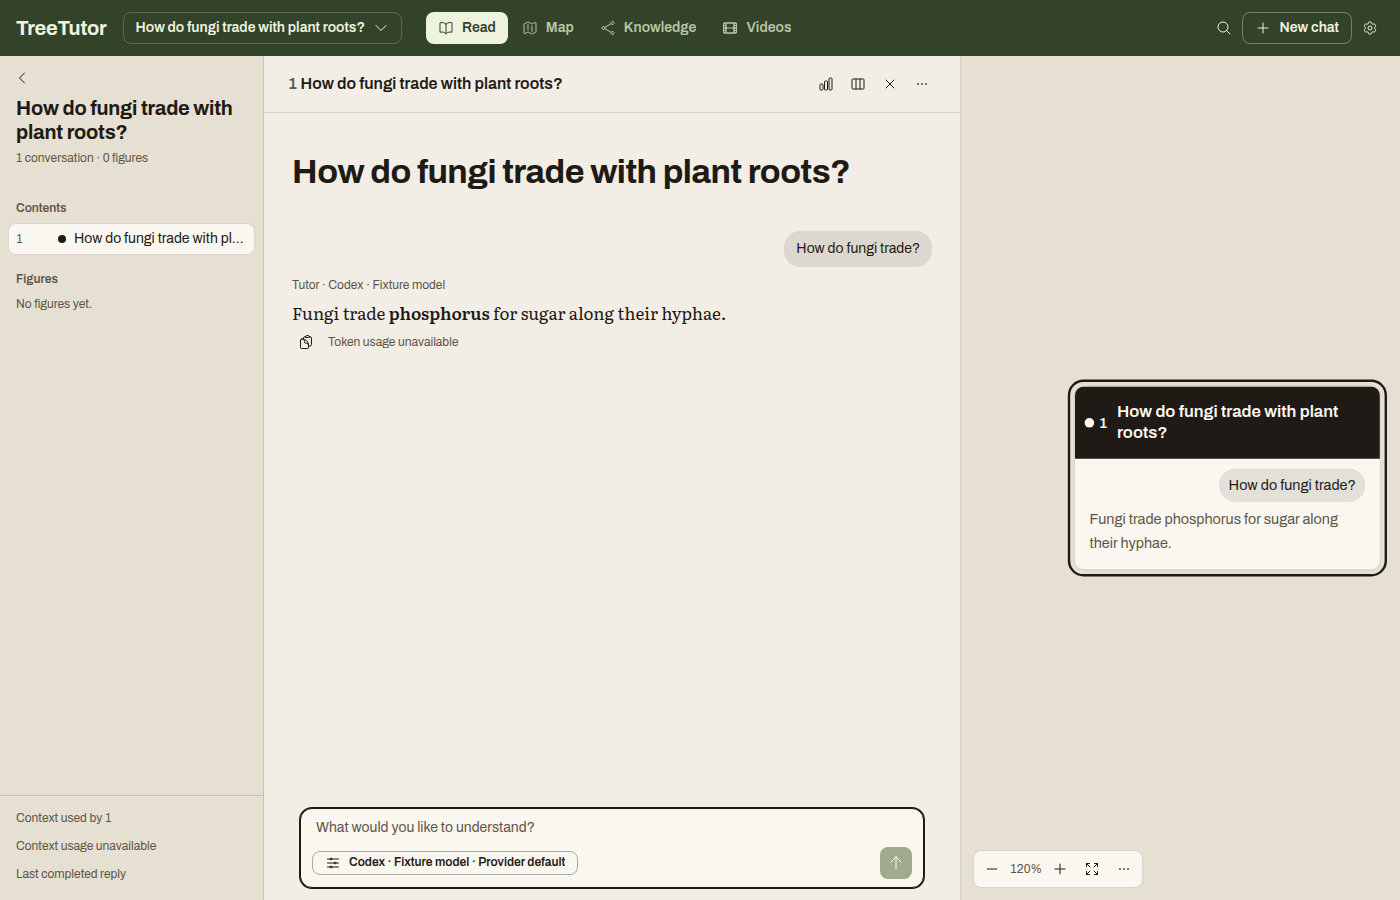 TreeTutor
How do fungi trade with plant roots?
Read
Map
Knowledge
Videos
New chat
How do fungi trade with
plant roots?
1 conversation · 0 figures
Contents
1 How do fungi trade with pl...
Figures
No figures yet.
Context used by 1
Context usage unavailable
Last completed reply
1 How do fungi trade with plant roots?
How do fungi trade with plant roots?
How do fungi trade?
Tutor · Codex · Fixture model
Fungi trade phosphorus for sugar along their hyphae.
Token usage unavailable
What would you like to understand?
Codex · Fixture model · Provider default
1 How do fungi trade with plant
roots?
How do fungi trade?
Fungi trade phosphorus for sugar along
their hyphae.
120%